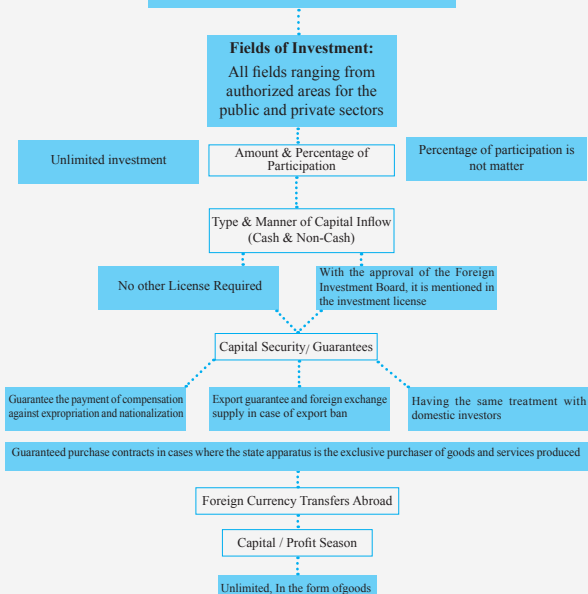 Fields of Investment:
All fields ranging from
authorized areas for the
public and private sectors
Unlimited investment
Amount & Percentage of
Participation
Percentage of participation is
not matter
Type & Manner of Capital Inflow
(Cash & Non-Cash)
No other License Required
With the approval of the Foreign
Investment Board, it is mentioned in
the investment license
Capital Security/ Guarantees
Guarantee the payment of compensation
against expropriation and nationalization
Export guarantee and foreign exchange
supply in case of export ban
Having the same treatment with
domestic investors
Guaranteed purchase contracts in cases where the state apparatus is the exclusive purchaser of goods and services produced
Foreign Currency Transfers Abroad
Capital / Profit Season
Unlimited, In the form ofgoods